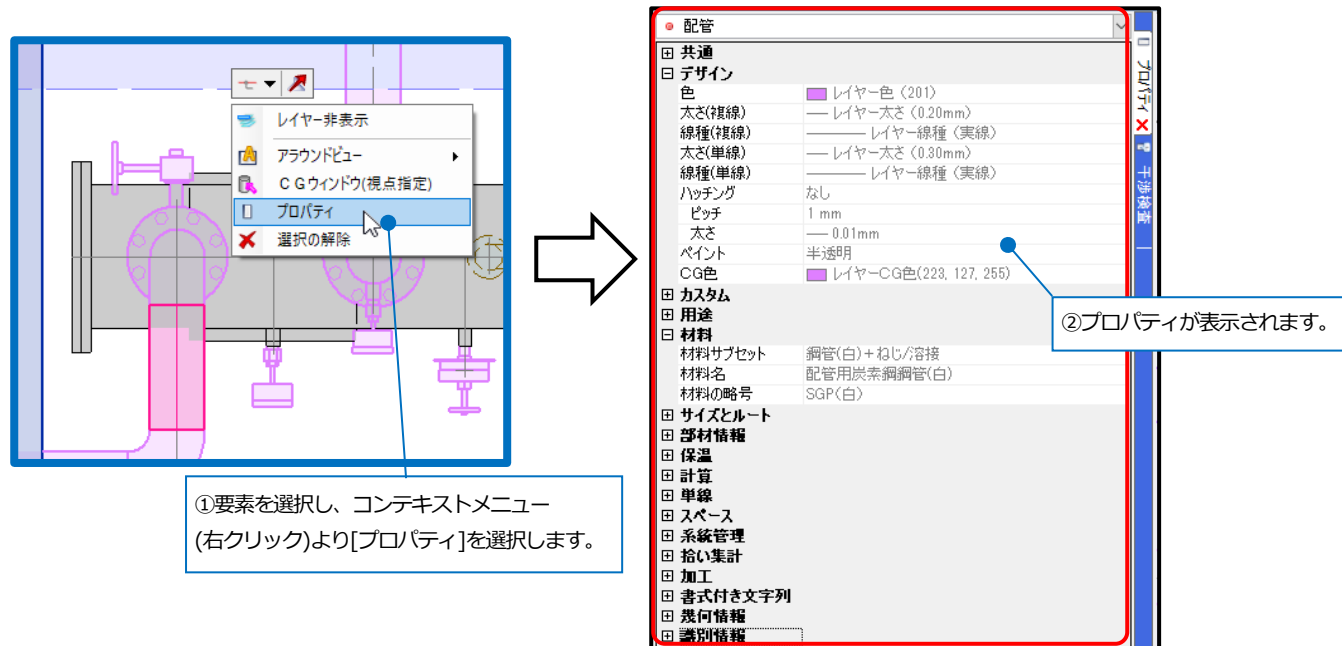 レイヤー非表示
アラウンドビュー
ＣＧウィンドウ(視点指定)
プロパティ
選択の解除
①要素を選択し、コンテキストメニュー
(右クリック)より[プロパティ]を選択します。
配管
共通
デザイン
色 レイヤー色（201）
太さ(複線) レイヤー太さ（0.20mm）
線種(複線) レイヤー線種（実線）
太さ(単線) レイヤー太さ（0.30mm）
線種(単線) レイヤー線種（実線）
ハッチング なし
ピッチ 1 mm
太さ 0.01mm
ペイント 半透明
CG色 レイヤーCG色(223, 127, 255)
カスタム
用途
材料
材料サブセット 鋼管(白)+ねじ/溶接
材料名 配管用炭素鋼鋼管(白)
材料の略号 SGP(白)
サイズとルート
部材情報
保温
計算
単線
スペース
系統管理
拾い集計
加工
書式付き文字列
幾何情報
識別情報
プロパティ
干渉検査
②プロパティが表示されます。